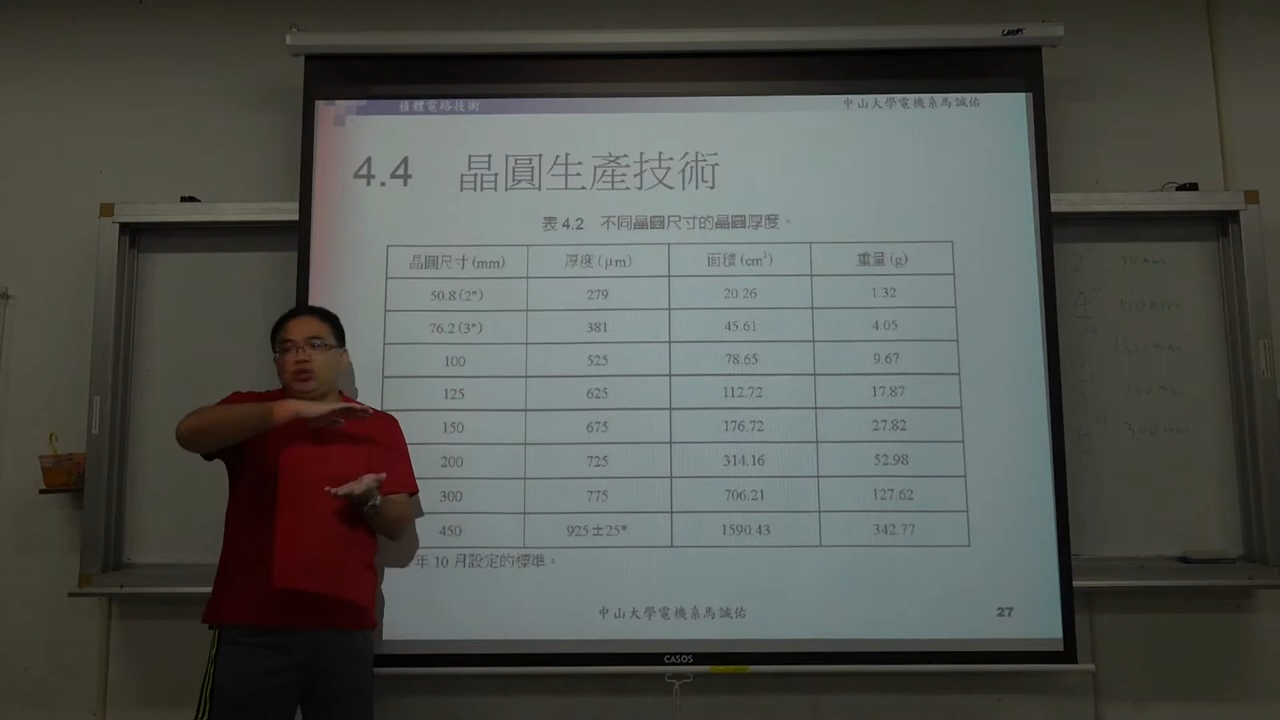 積體電路技術
中山大學電機系馬誠佑
4.4 晶圓生產技術
表 4.2 不同晶圓尺寸的晶圓厚度。
晶圓尺寸(mm) 厚度(μm) 面積(cm²) 重量(g)
50.8(2") 279 20.26 1.32
76.2(3") 381 45.61 4.05
100 525 78.65 9.67
125 625 112.72 17.87
150 675 176.72 27.82
200 725 314.16 52.98
300 775 706.21 127.62
450 925±25* 1590.43 342.77
年 10 月設定的標準。
中山大學電機系馬誠佑
27
CASOS